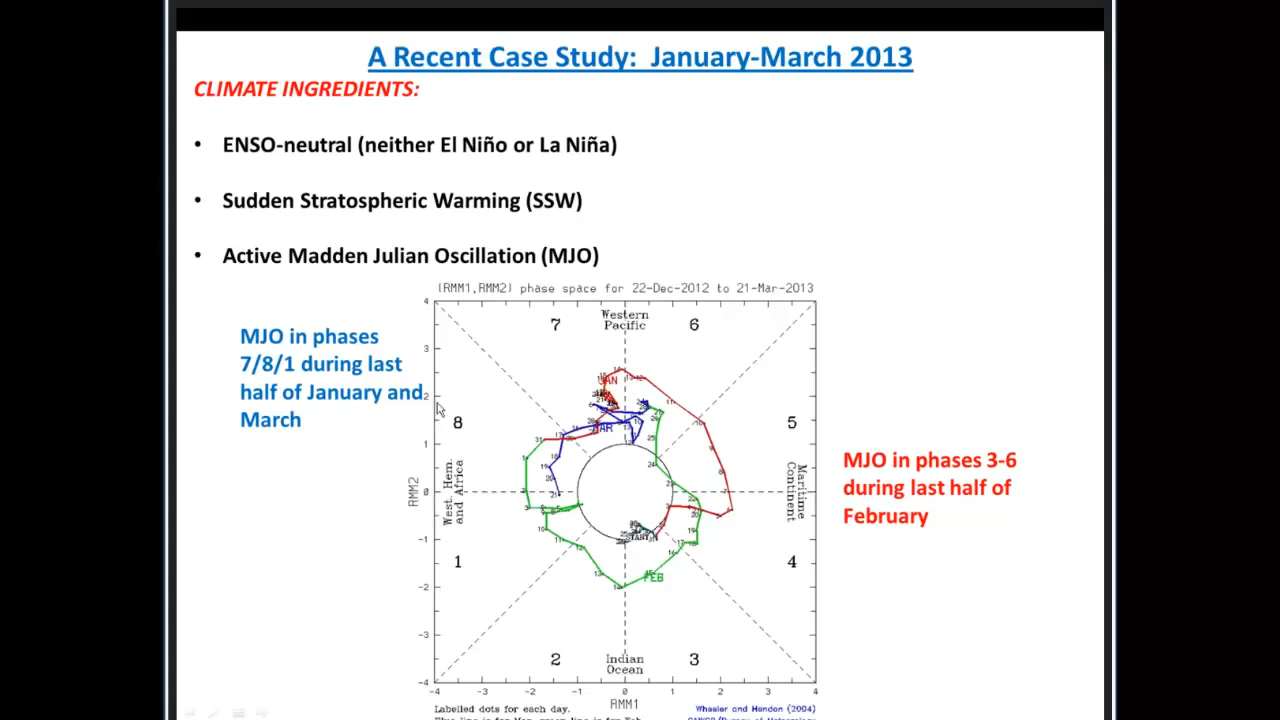 A Recent Case Study: January-March 2013
CLIMATE INGREDIENTS:
• ENSO-neutral (neither El Niño or La Niña)
• Sudden Stratospheric Warming (SSW)
• Active Madden Julian Oscillation (MJO)
(RMM1,RMM2) phase space for 22-Dec-2012 to 21-Mar-2013
MJO in phases
7/8/1 during last
half of January and
March
MJO in phases 3-6
during last half of
February
Western
Pacific
7
6
8
5
1
4
2
3
West. Hem.
and Africa
Maritime
Continent
Indian
Ocean
JAN
MAR
FEB
START
RMM2
4
3
2
1
0
-1
-2
-3
-4
-4 -3 -2 -1 0 1 2 3 4
RMM1
Labelled dots for each day.
Wheeler and Hendon (2004)